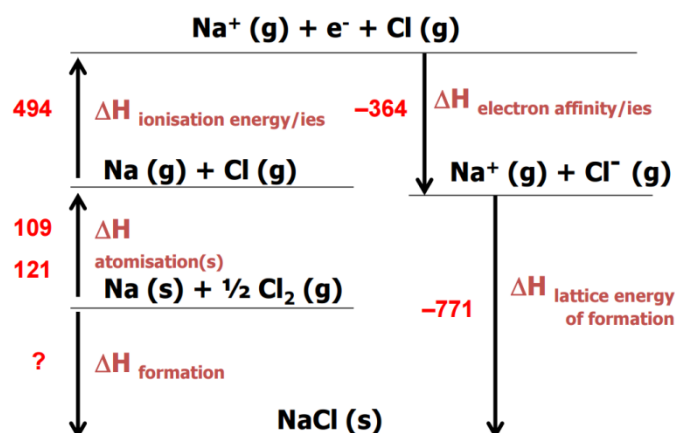 Na⁺ (g) + e⁻ + Cl (g)
494
ΔH ionisation energy/ies
–364
ΔH electron affinity/ies
Na (g) + Cl (g)
Na⁺ (g) + Cl⁻ (g)
109
ΔH
atomisation(s)
121
Na (s) + ½ Cl₂ (g)
–771
ΔH lattice energy
of formation
?
ΔH formation
NaCl (s)